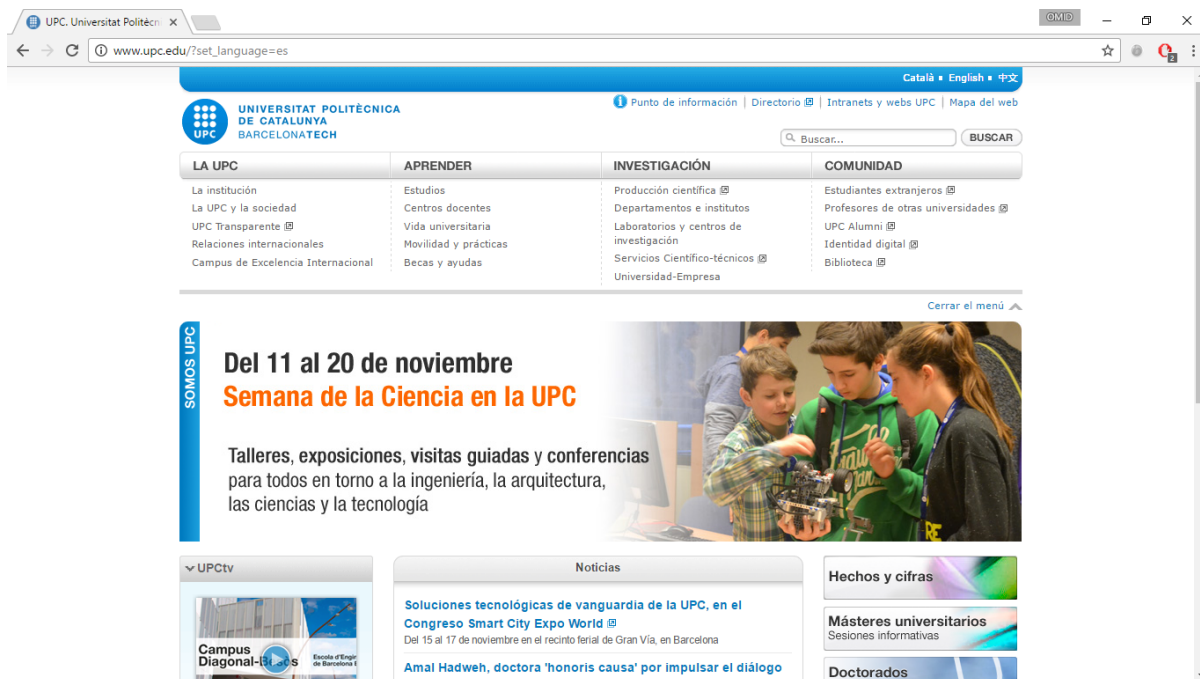 UPC. Universitat Politècn
OMID
www.upc.edu/?set_language=es
2
Català English 中文
UNIVERSITAT POLITÈCNICA
DE CATALUNYA
BARCELONATECH
UPC
Punto de información | Directorio | Intranets y webs UPC | Mapa del web
Buscar...
BUSCAR
LA UPC
La institución
La UPC y la sociedad
UPC Transparente
Relaciones internacionales
Campus de Excelencia Internacional
APRENDER
Estudios
Centros docentes
Vida universitaria
Movilidad y prácticas
Becas y ayudas
INVESTIGACIÓN
Producción científica
Departamentos e institutos
Laboratorios y centros de
investigación
Servicios Científico-técnicos
Universidad-Empresa
COMUNIDAD
Estudiantes extranjeros
Profesores de otras universidades
UPC Alumni
Identidad digital
Biblioteca
Cerrar el menú
SOMOS UPC
Del 11 al 20 de noviembre
Semana de la Ciencia en la UPC
Talleres, exposiciones, visitas guiadas y conferencias
para todos en torno a la ingeniería, la arquitectura,
las ciencias y la tecnología
UPCtv
Campus
Diagonal-Besòs
Escola d'Engin
de Barcelona E
Noticias
Soluciones tecnológicas de vanguardia de la UPC, en el
Congreso Smart City Expo World
Del 15 al 17 de noviembre en el recinto ferial de Gran Vía, en Barcelona
Amal Hadweh, doctora 'honoris causa' por impulsar el diálogo
Hechos y cifras
Másteres universitarios
Sesiones informativas
Doctorados